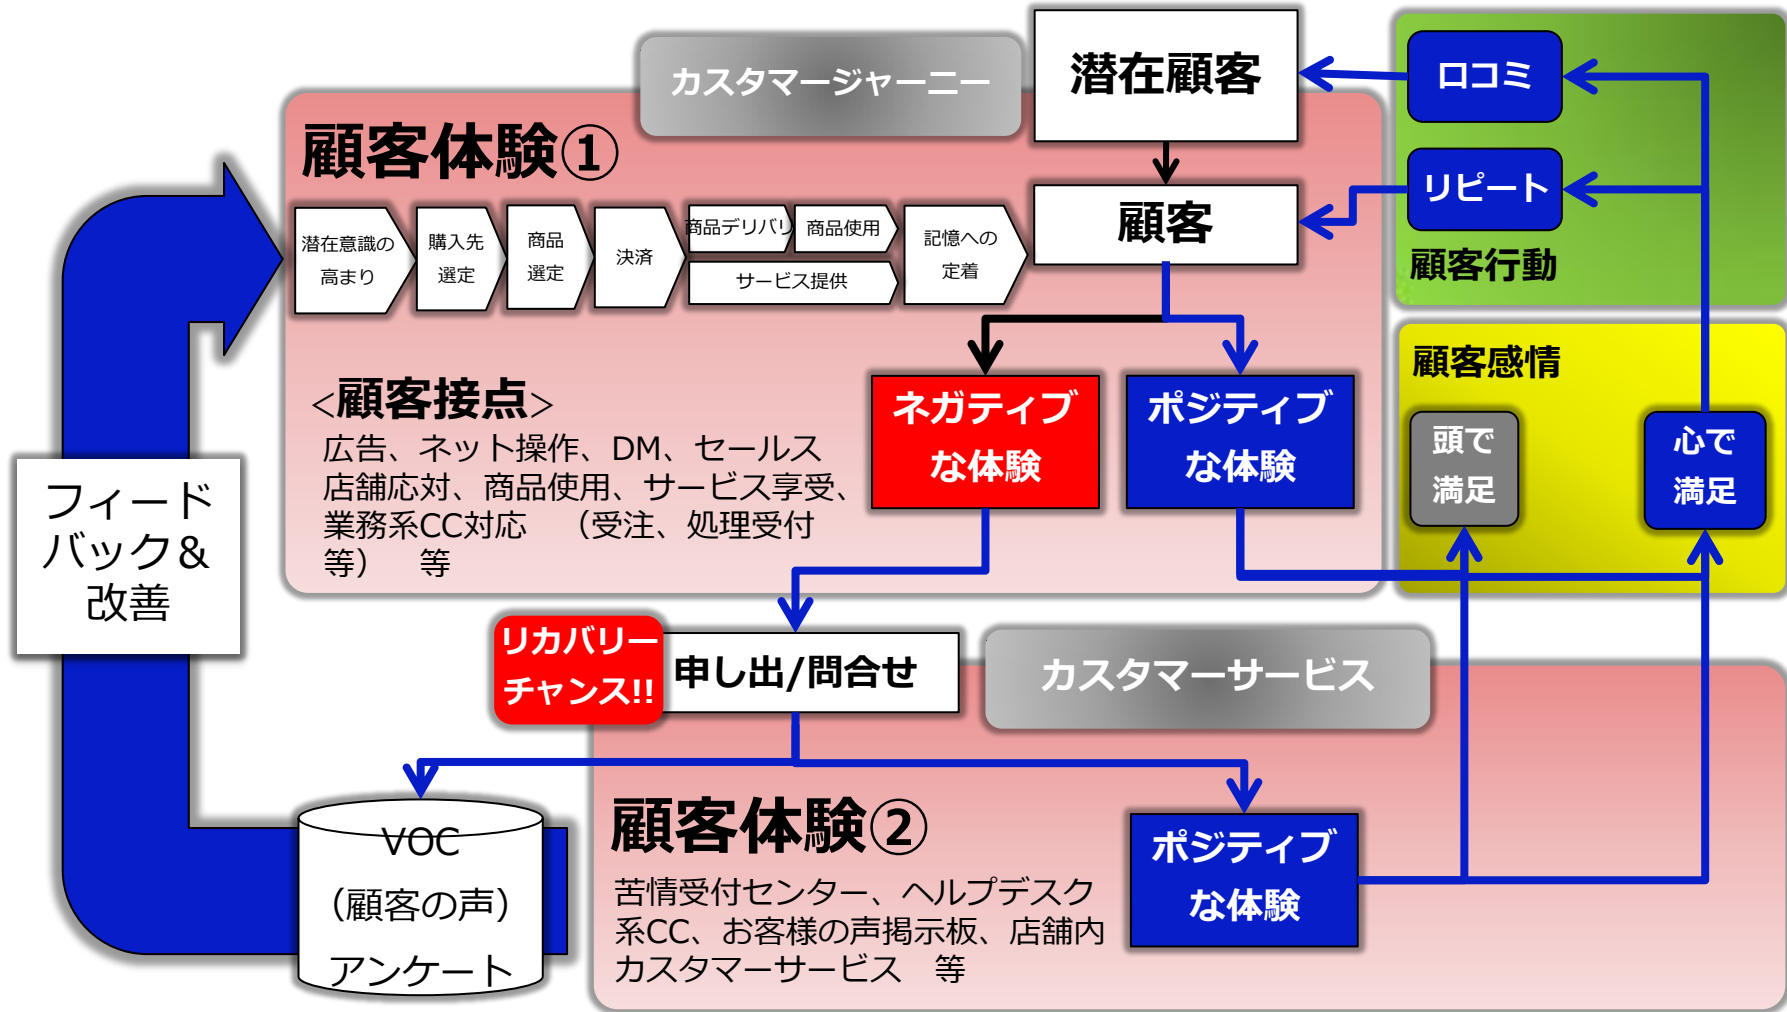 カスタマージャーニー
潜在顧客
口コミ
顧客体験①
リピート
顧客
顧客行動
潜在意識の
高まり
購入先
選定
商品
選定
決済
商品デリバリ
商品使用
サービス提供
記憶への
定着
顧客感情
<顧客接点>
広告、ネット操作、DM、セールス
店舗応対、商品使用、サービス享受、
業務系CC対応　（受注、処理受付
等）　等
ネガティブ
な体験
ポジティブ
な体験
頭で
満足
心で
満足
フィード
バック＆
改善
リカバリー
チャンス!!
申し出/問合せ
カスタマーサービス
顧客体験②
苦情受付センター、ヘルプデスク
系CC、お客様の声掲示板、店舗内
カスタマーサービス　等
ポジティブ
な体験
VOC
（顧客の声）
アンケート